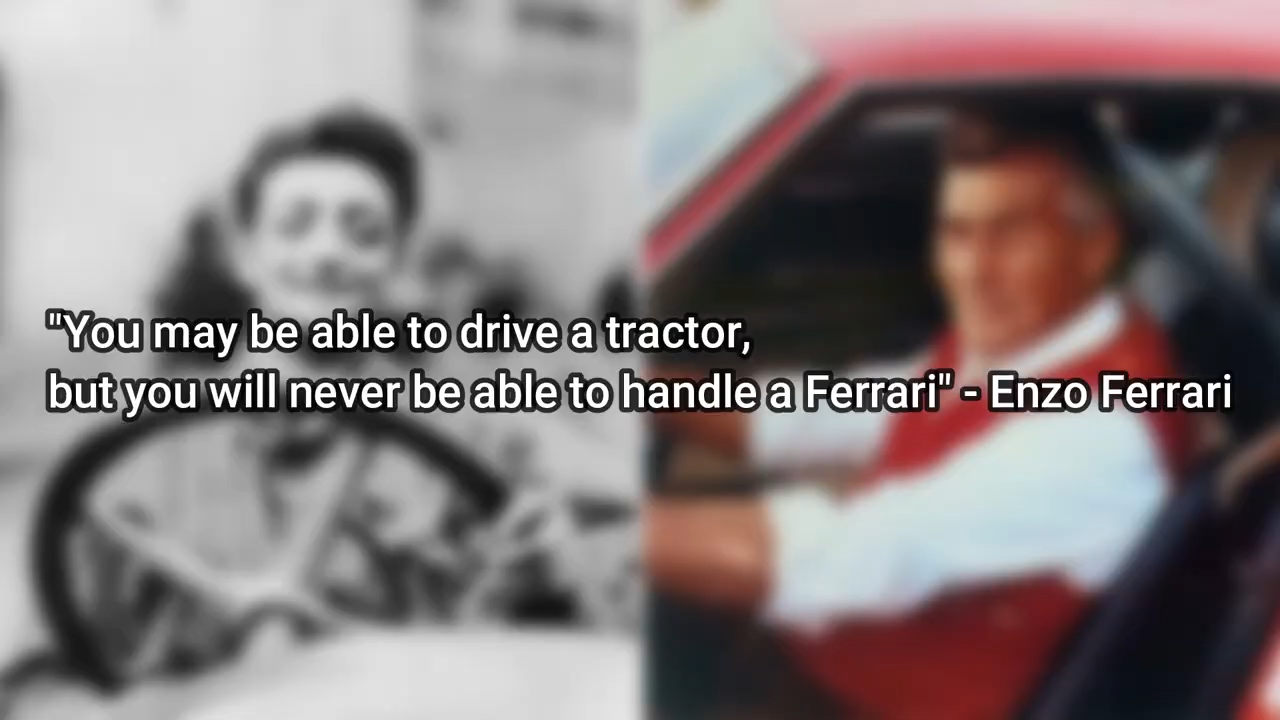 "You may be able to drive a tractor,
but you will never be able to handle a Ferrari" - Enzo Ferrari